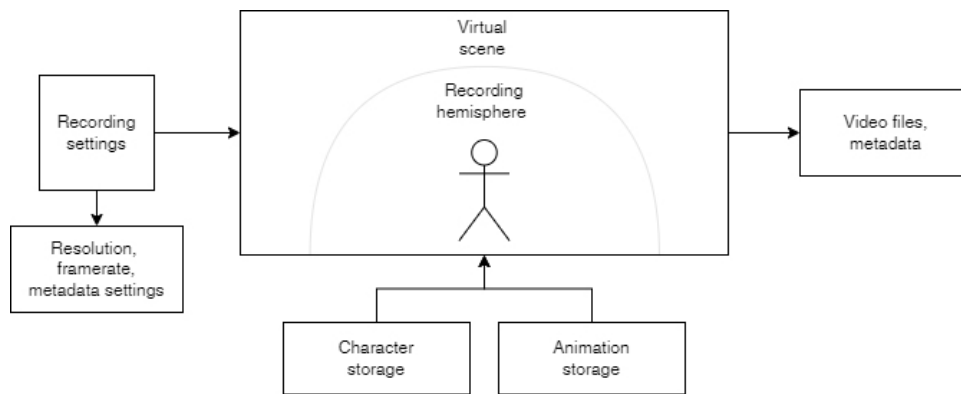 Virtual
scene
Recording
hemisphere
Recording
settings
Resolution,
framerate,
metadata settings
Video files,
metadata
Character
storage
Animation
storage